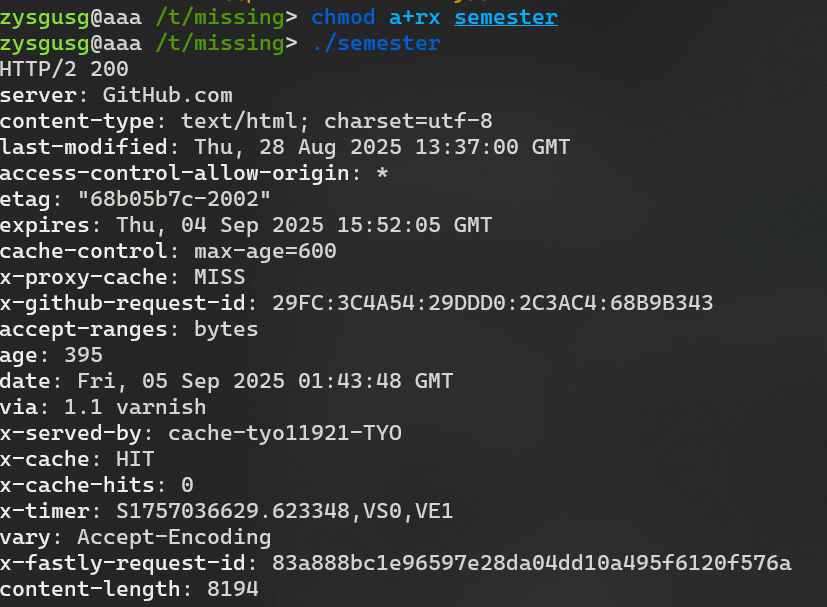 zysgusg@aaa /t/missing> chmod a+rx semester
zysgusg@aaa /t/missing> ./semester
HTTP/2 200
server: GitHub.com
content-type: text/html; charset=utf-8
last-modified: Thu, 28 Aug 2025 13:37:00 GMT
access-control-allow-origin: *
etag: "68b05b7c-2002"
expires: Thu, 04 Sep 2025 15:52:05 GMT
cache-control: max-age=600
x-proxy-cache: MISS
x-github-request-id: 29FC:3C4A54:29DDD0:2C3AC4:68B9B343
accept-ranges: bytes
age: 395
date: Fri, 05 Sep 2025 01:43:48 GMT
via: 1.1 varnish
x-served-by: cache-tyo11921-TYO
x-cache: HIT
x-cache-hits: 0
x-timer: S1757036629.623348,VS0,VE1
vary: Accept-Encoding
x-fastly-request-id: 83a888bc1e96597e28da04dd10a495f6120f576a
content-length: 8194